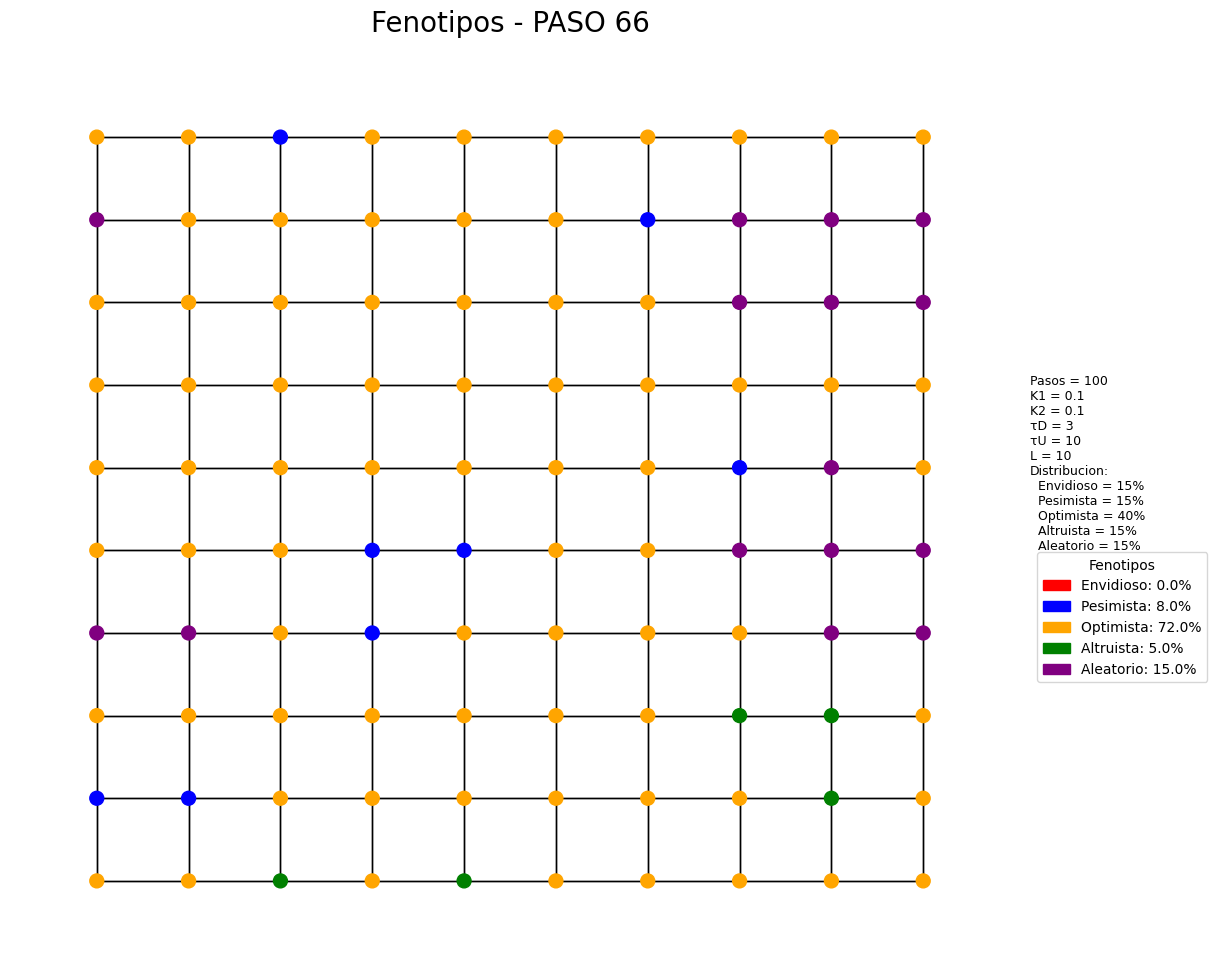 Fenotipos - PASO 66
Pasos = 100
K1 = 0.1
K2 = 0.1
τD = 3
τU = 10
L = 10
Distribucion:
Envidioso = 15%
Pesimista = 15%
Optimista = 40%
Altruista = 15%
Aleatorio = 15%
Fenotipos
Envidioso: 0.0%
Pesimista: 8.0%
Optimista: 72.0%
Altruista: 5.0%
Aleatorio: 15.0%